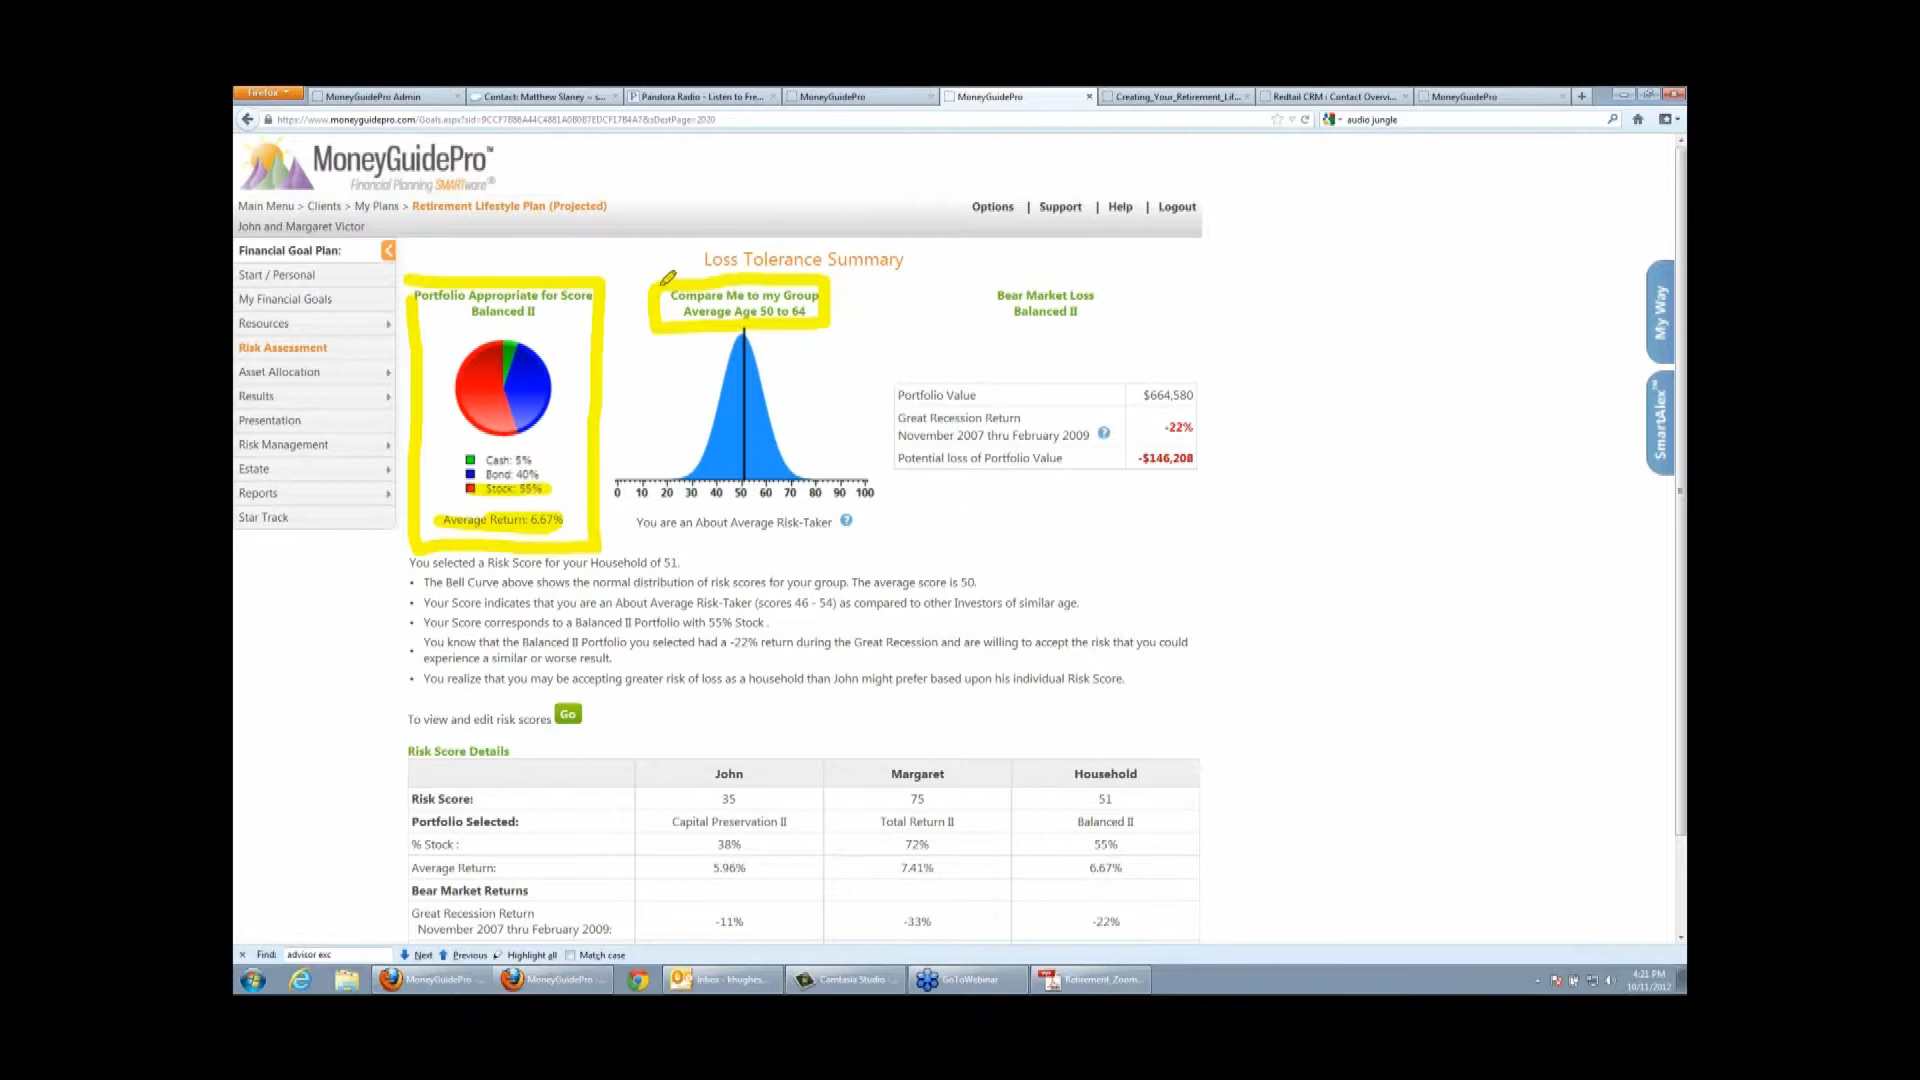 Firefox
MoneyGuidePro Admin
Contact: Matthew Slaney ~ s...
Pandora Radio - Listen to Fre...
MoneyGuidePro
MoneyGuidePro
Creating_Your_Retirement_Lif...
Redtail CRM : Contact Overvi...
MoneyGuidePro
audio jungle
MoneyGuidePro™
Financial Planning SMARTware®
Main Menu > Clients > My Plans > Retirement Lifestyle Plan (Projected)
Options | Support | Help | Logout
John and Margaret Victor
Financial Goal Plan:
Start / Personal
My Financial Goals
Resources
Risk Assessment
Asset Allocation
Results
Presentation
Risk Management
Estate
Reports
Star Track
Loss Tolerance Summary
Portfolio Appropriate for Score
Balanced II
Cash: 5%
Bond: 40%
Stock: 55%
Average Return: 6.67%
Compare Me to my Group
Average Age 50 to 64
0 10 20 30 40 50 60 70 80 90 100
You are an About Average Risk-Taker
Bear Market Loss
Balanced II
Portfolio Value $664,580
Great Recession Return
November 2007 thru February 2009 -22%
Potential loss of Portfolio Value -$146,208
My Way
SmartAlex™
You selected a Risk Score for your Household of 51.
• The Bell Curve above shows the normal distribution of risk scores for your group. The average score is 50.
• Your Score indicates that you are an About Average Risk-Taker (scores 46 - 54) as compared to other Investors of similar age.
• Your Score corresponds to a Balanced II Portfolio with 55% Stock .
• You know that the Balanced II Portfolio you selected had a -22% return during the Great Recession and are willing to accept the risk that you could
experience a similar or worse result.
• You realize that you may be accepting greater risk of loss as a household than John might prefer based upon his individual Risk Score.
To view and edit risk scores Go
Risk Score Details
John Margaret Household
Risk Score: 35 75 51
Portfolio Selected: Capital Preservation II Total Return II Balanced II
% Stock : 38% 72% 55%
Average Return: 5.96% 7.41% 6.67%
Bear Market Returns
Great Recession Return
November 2007 thru February 2009: -11% -33% -22%
× Find: advisor exc Next Previous Highlight all Match case
MoneyGuidePro ...
MoneyGuidePro ...
Inbox - khughes...
Camtasia Studio ...
GoToWebinar
Retirement_Zoom...
4:21 PM
10/11/2012